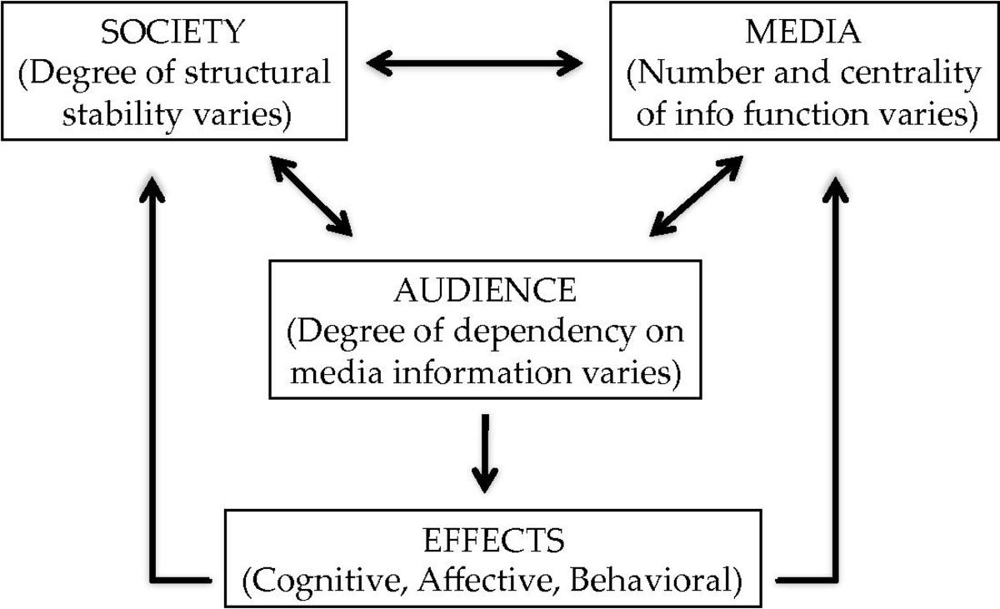 SOCIETY
(Degree of structural
stability varies)
MEDIA
(Number and centrality
of info function varies)
AUDIENCE
(Degree of dependency on
media information varies)
EFFECTS
(Cognitive, Affective, Behavioral)